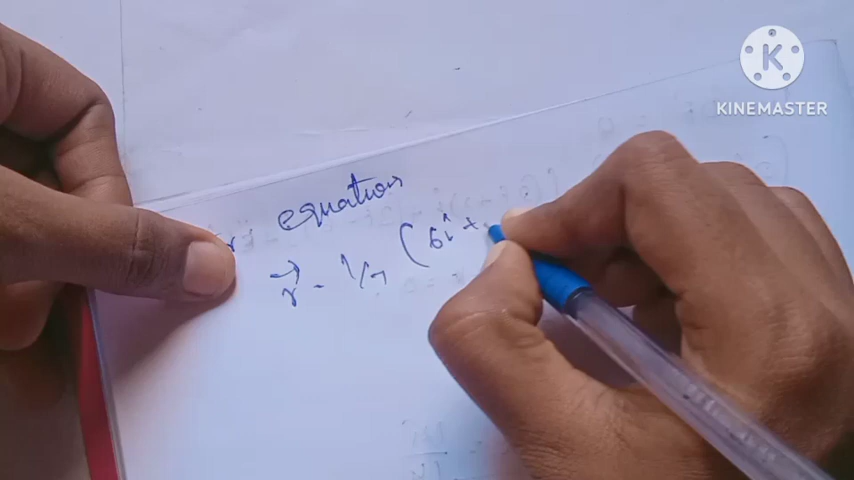 equation
r⃗ - 1/7 (6î +
K
KINEMASTER